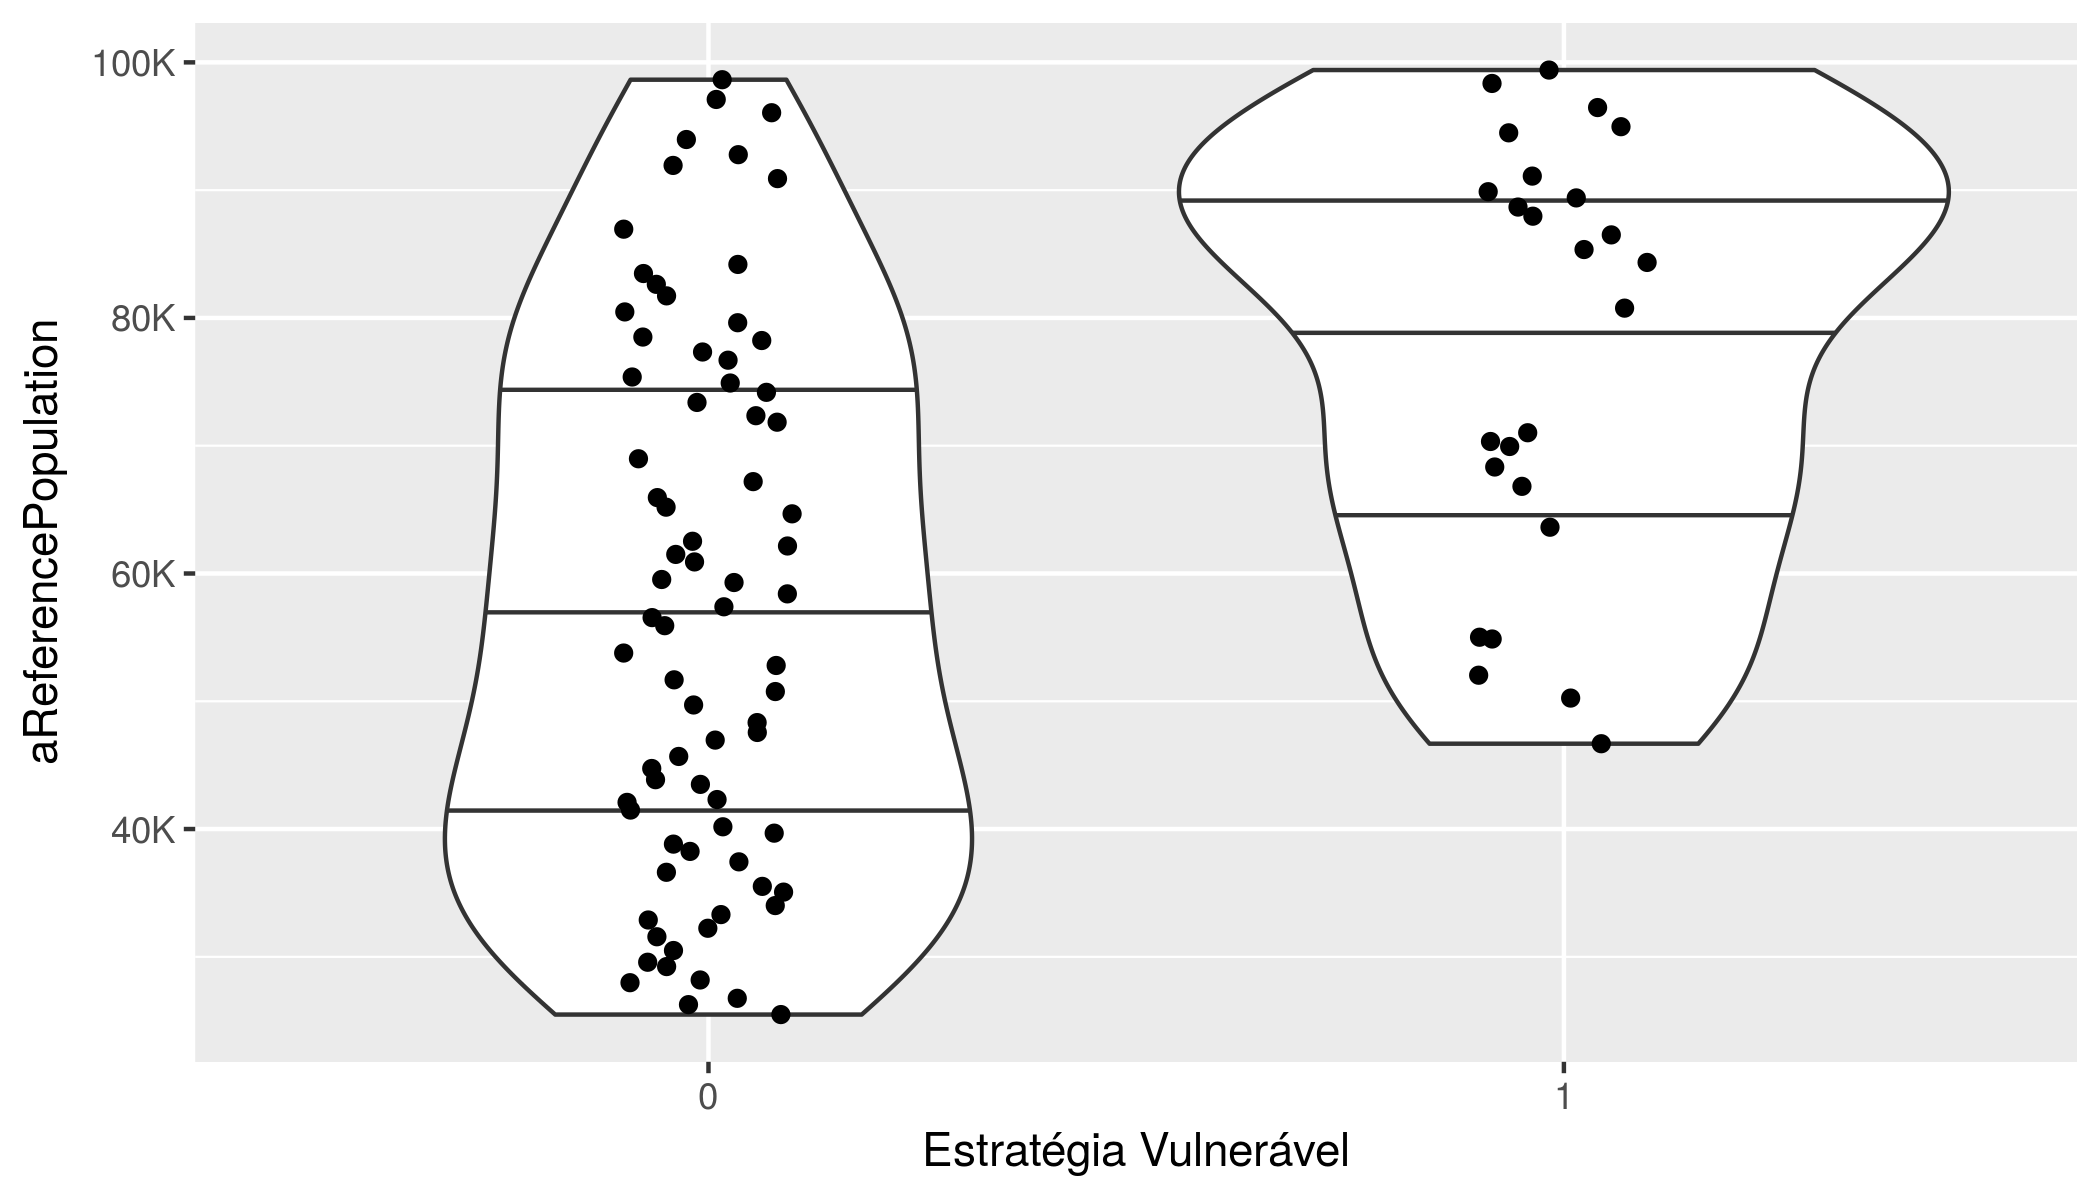 aReferencePopulation
100K
80K
60K
40K
0
1
Estratégia Vulnerável